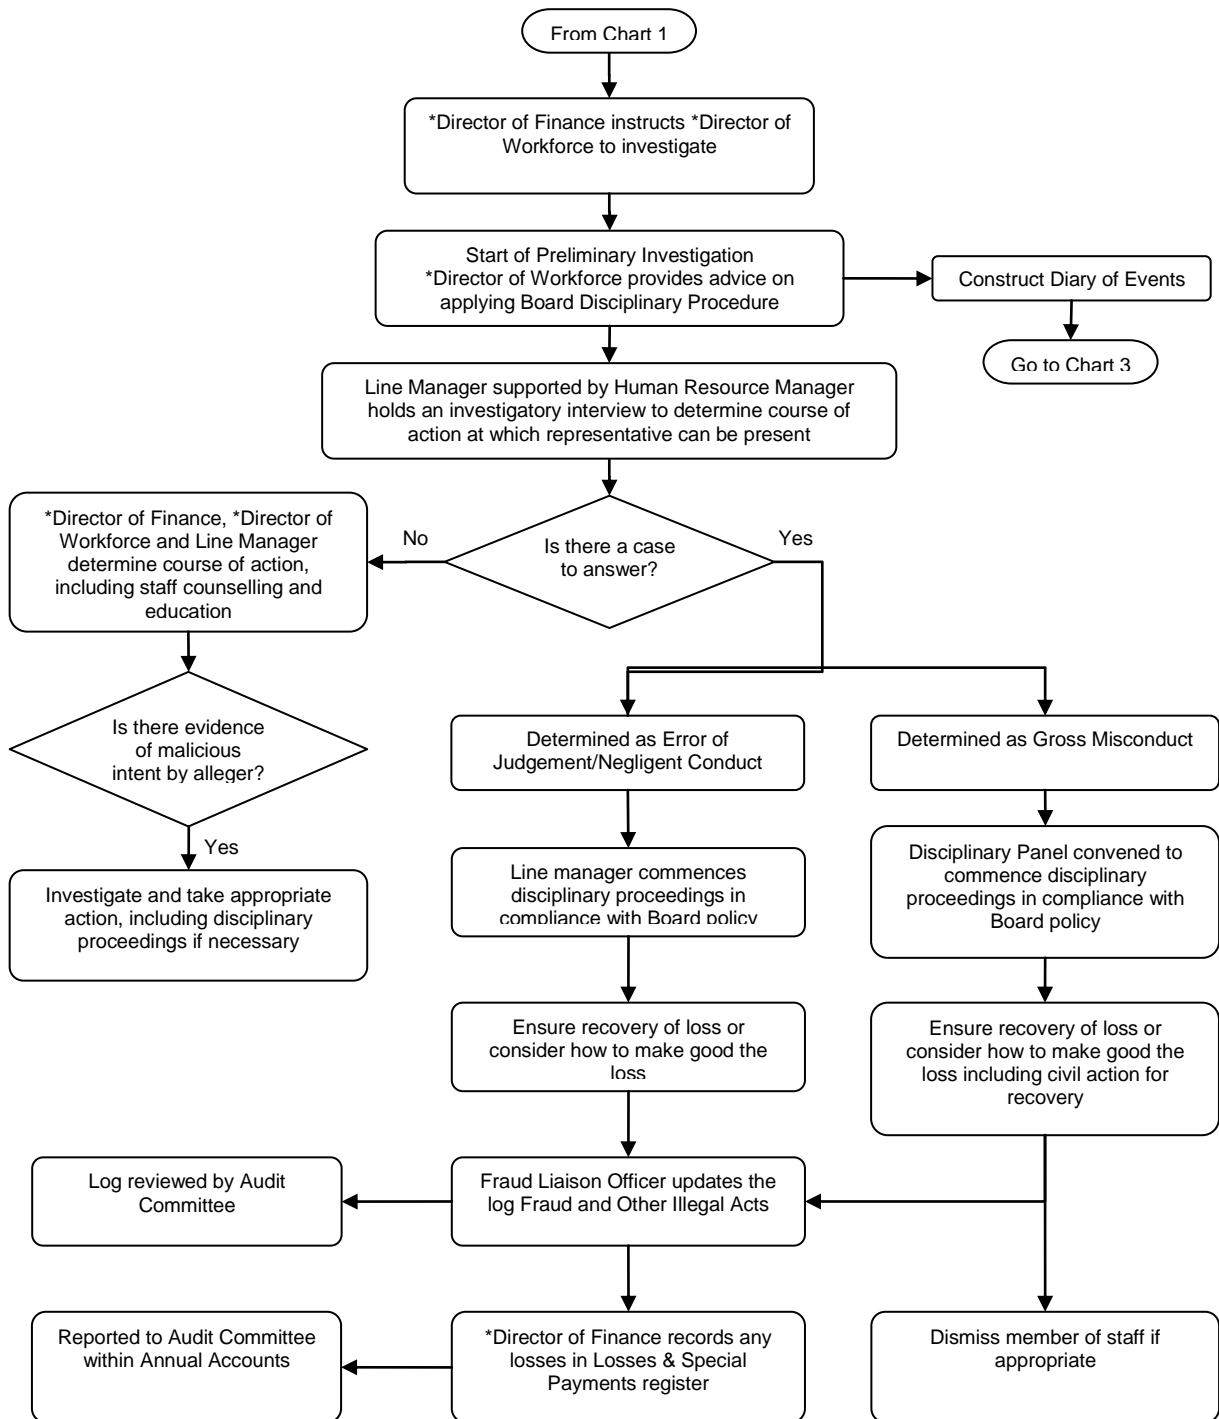 From Chart 1
*Director of Finance instructs *Director of
Workforce to investigate
Start of Preliminary Investigation
*Director of Workforce provides advice on
applying Board Disciplinary Procedure
Construct Diary of Events
Go to Chart 3
Line Manager supported by Human Resource Manager
holds an investigatory interview to determine course of
action at which representative can be present
*Director of Finance, *Director of
Workforce and Line Manager
determine course of action,
including staff counselling and
education
No
Is there a case
to answer?
Yes
Is there evidence
of malicious
intent by alleger?
Determined as Error of
Judgement/Negligent Conduct
Determined as Gross Misconduct
Yes
Investigate and take appropriate
action, including disciplinary
proceedings if necessary
Line manager commences
disciplinary proceedings in
compliance with Board policy
Disciplinary Panel convened to
commence disciplinary
proceedings in compliance with
Board policy
Ensure recovery of loss or
consider how to make good the
loss
Ensure recovery of loss or
consider how to make good the
loss including civil action for
recovery
Log reviewed by Audit
Committee
Fraud Liaison Officer updates the
log Fraud and Other Illegal Acts
Reported to Audit Committee
within Annual Accounts
*Director of Finance records any
losses in Losses & Special
Payments register
Dismiss member of staff if
appropriate